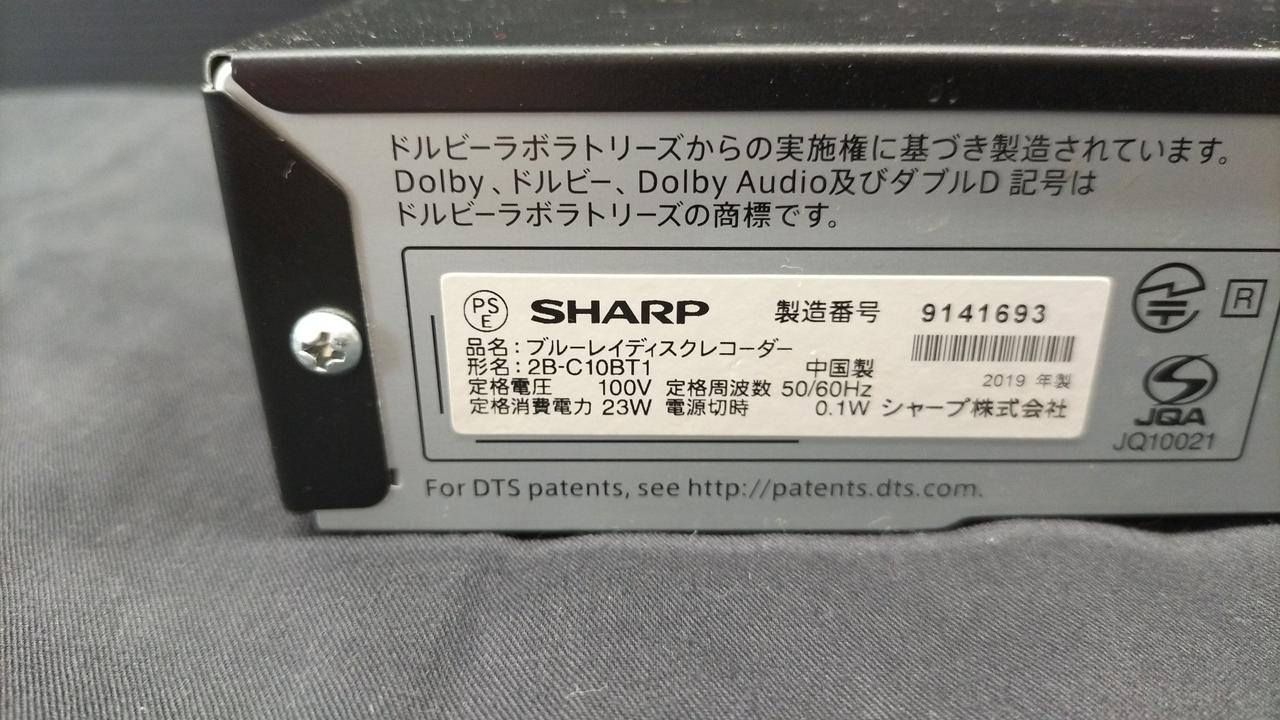 ドルビーラボラトリーズからの実施権に基づき製造されています。
Dolby、ドルビー、Dolby Audio及びダブルD 記号は
ドルビーラボラトリーズの商標です。
PSE SHARP 製造番号 9141693
品名：ブルーレイディスクレコーダー
形名：2B-C10BT1 中国製
2019 年製
定格電圧 100V 定格周波数 50/60Hz
定格消費電力 23W 電源切時 0.1W シャープ株式会社
R
JQA
JQ10021
For DTS patents, see http://patents.dts.com.